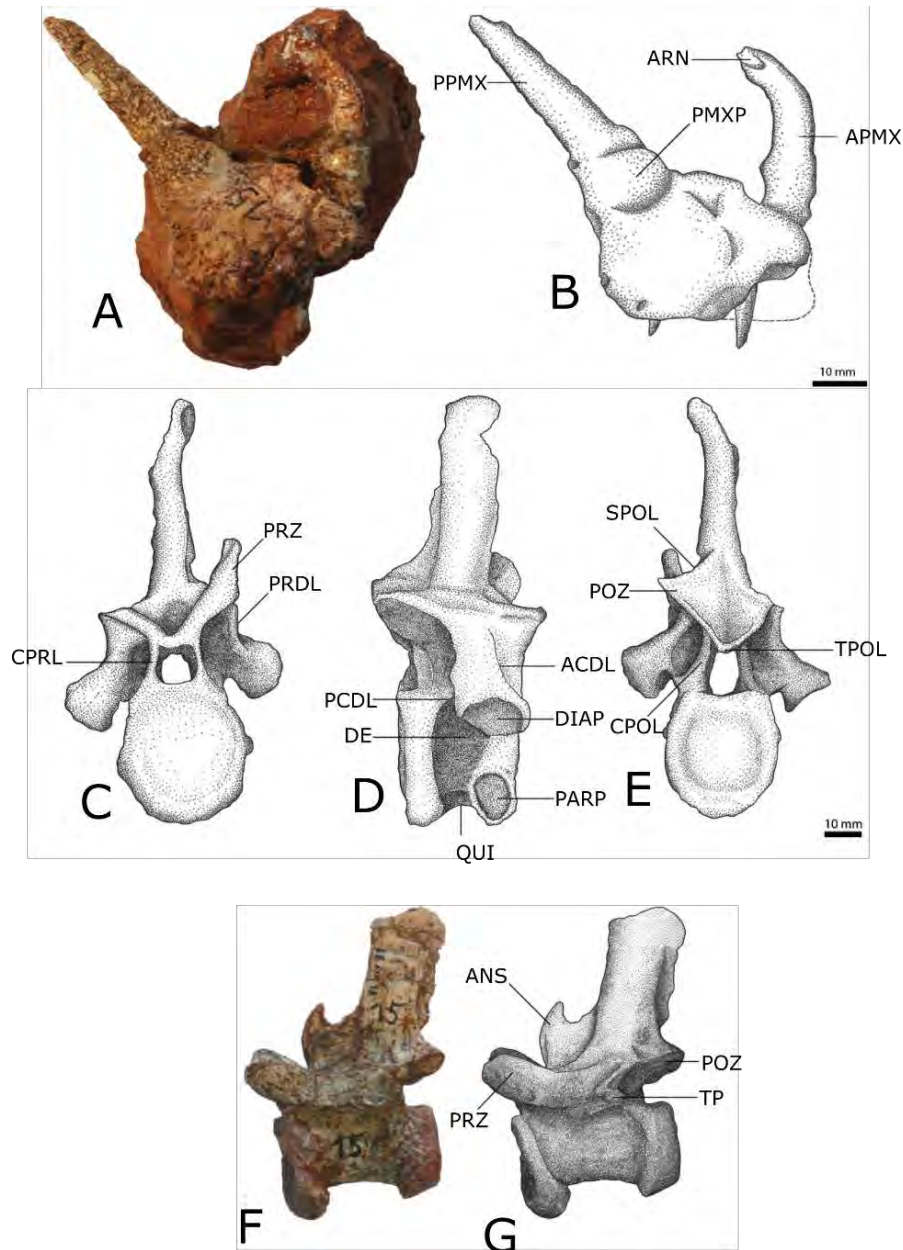 PPMX
ARN
PMXP
APMX
52
A
B
10 mm
PRZ
PRDL
CPRL
C
PCDL
DE
ACDL
DIAP
PARP
QUI
D
SPOL
POZ
TPOL
CPOL
E
10 mm
ANS
15
15
POZ
TP
PRZ
F
G